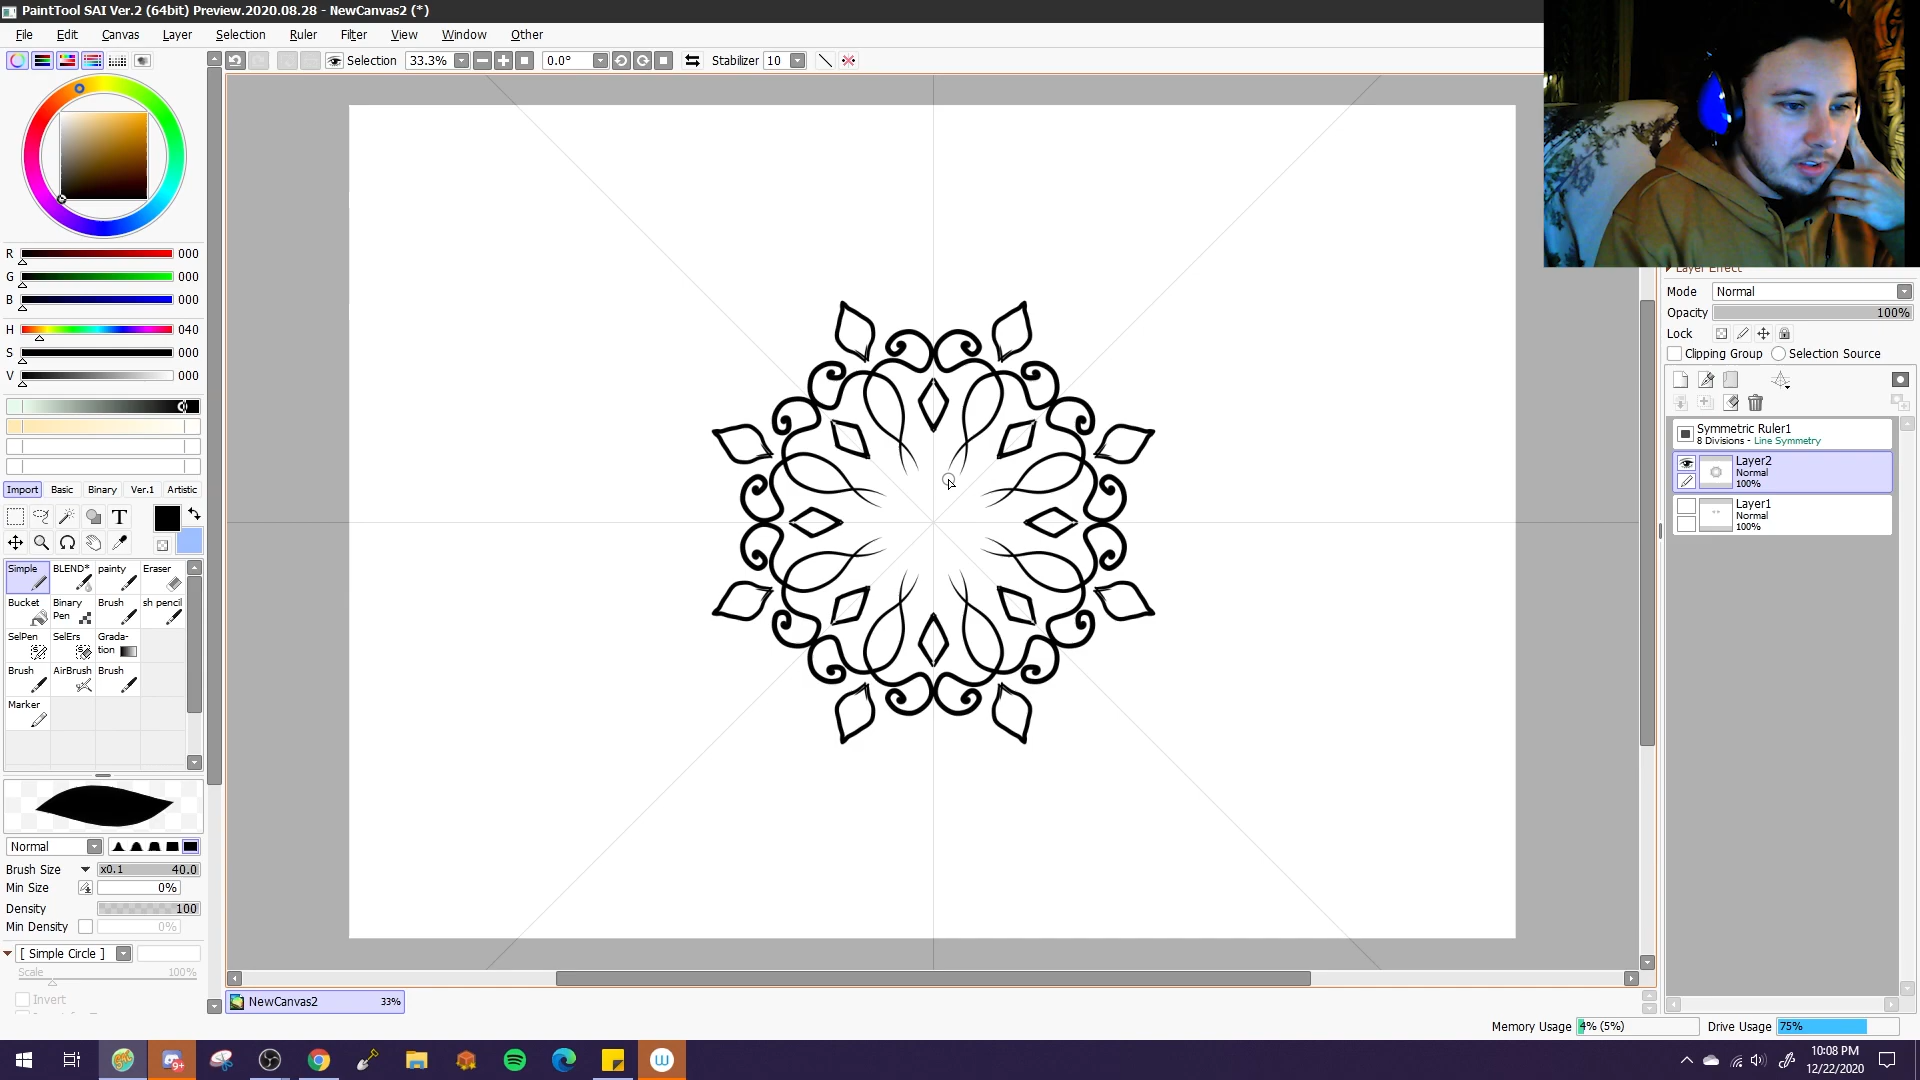 PaintTool SAI Ver.2 (64bit) Preview.2020.08.28 - NewCanvas2 (*)
File Edit Canvas Layer Selection Ruler Filter View Window Other
Selection 33.3% 0.0° Stabilizer 10
R 000
G 000
B 000
H 040
S 000
V 000
Import Basic Binary Ver.1 Artistic
T
Simple BLEND* painty Eraser
Bucket Binary Pen Brush sh pencil
SelPen SelErs Grada-tion
Brush AirBrush Brush
Marker
Normal
Brush Size x0.1 40.0
Min Size 0%
Density 100
Min Density 0%
[ Simple Circle ]
Scale 100%
Invert
Layer Effect
Mode Normal
Opacity 100%
Lock
Clipping Group Selection Source
Symmetric Ruler1
8 Divisions - Line Symmetry
Layer2
Normal
100%
Layer1
Normal
100%
NewCanvas2 33%
Memory Usage 4% (5%) Drive Usage 75%
9+
10:08 PM
12/22/2020